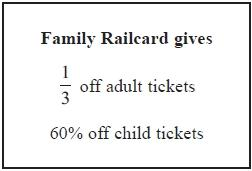 Family Railcard gives
1/3 off adult tickets
60% off child tickets